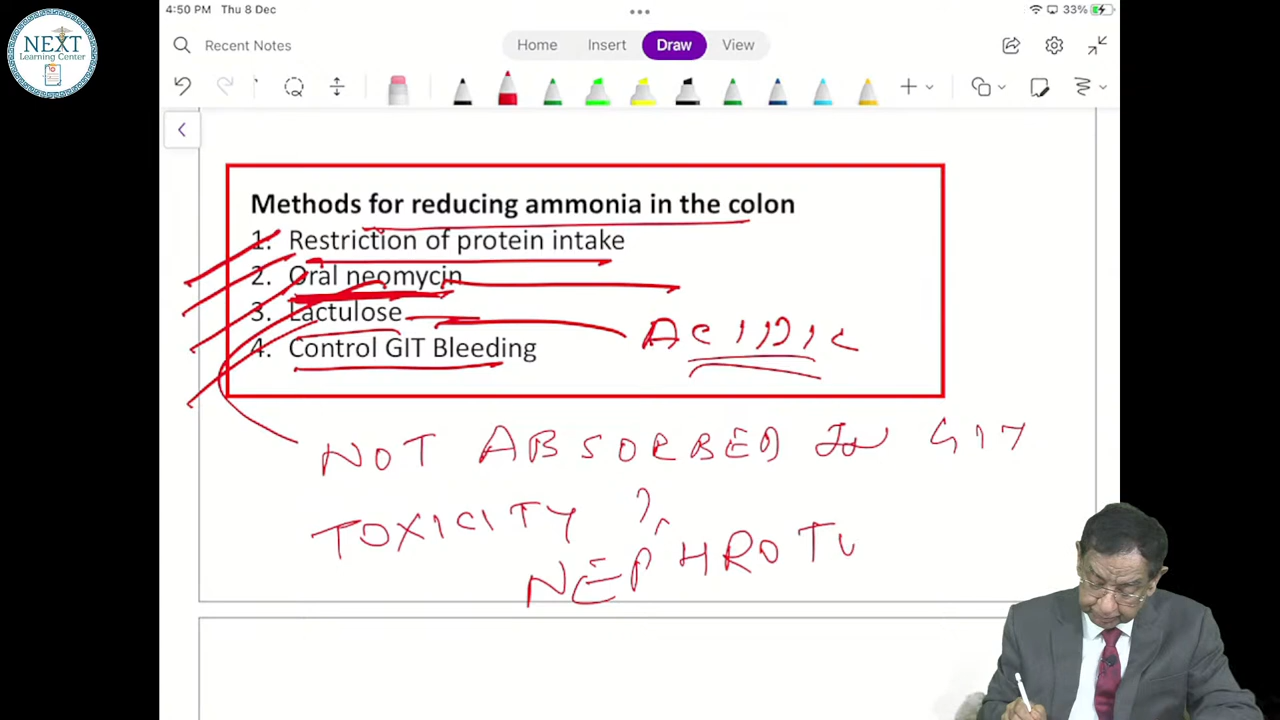 4:50 PM Thu 8 Dec
33%
NEXT
Learning Center
Recent Notes
Home Insert Draw View
Methods for reducing ammonia in the colon
1. Restriction of protein intake
2. Oral neomycin
3. Lactulose
4. Control GIT Bleeding
ACIDIC
NOT ABSORBED IN GIT
TOXICITY ?
NEPHROTO